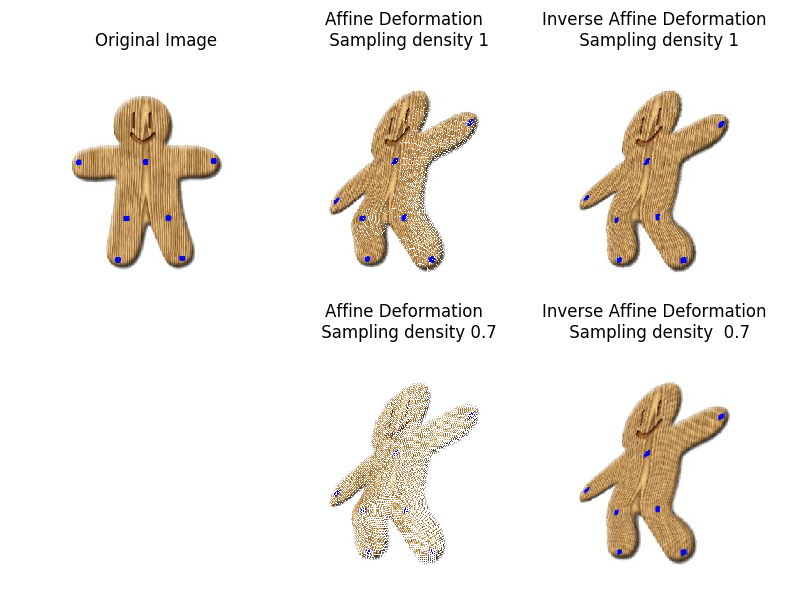 Original Image
Affine Deformation
Sampling density 1
Inverse Affine Deformation
Sampling density 1
Affine Deformation
Sampling density 0.7
Inverse Affine Deformation
Sampling density  0.7